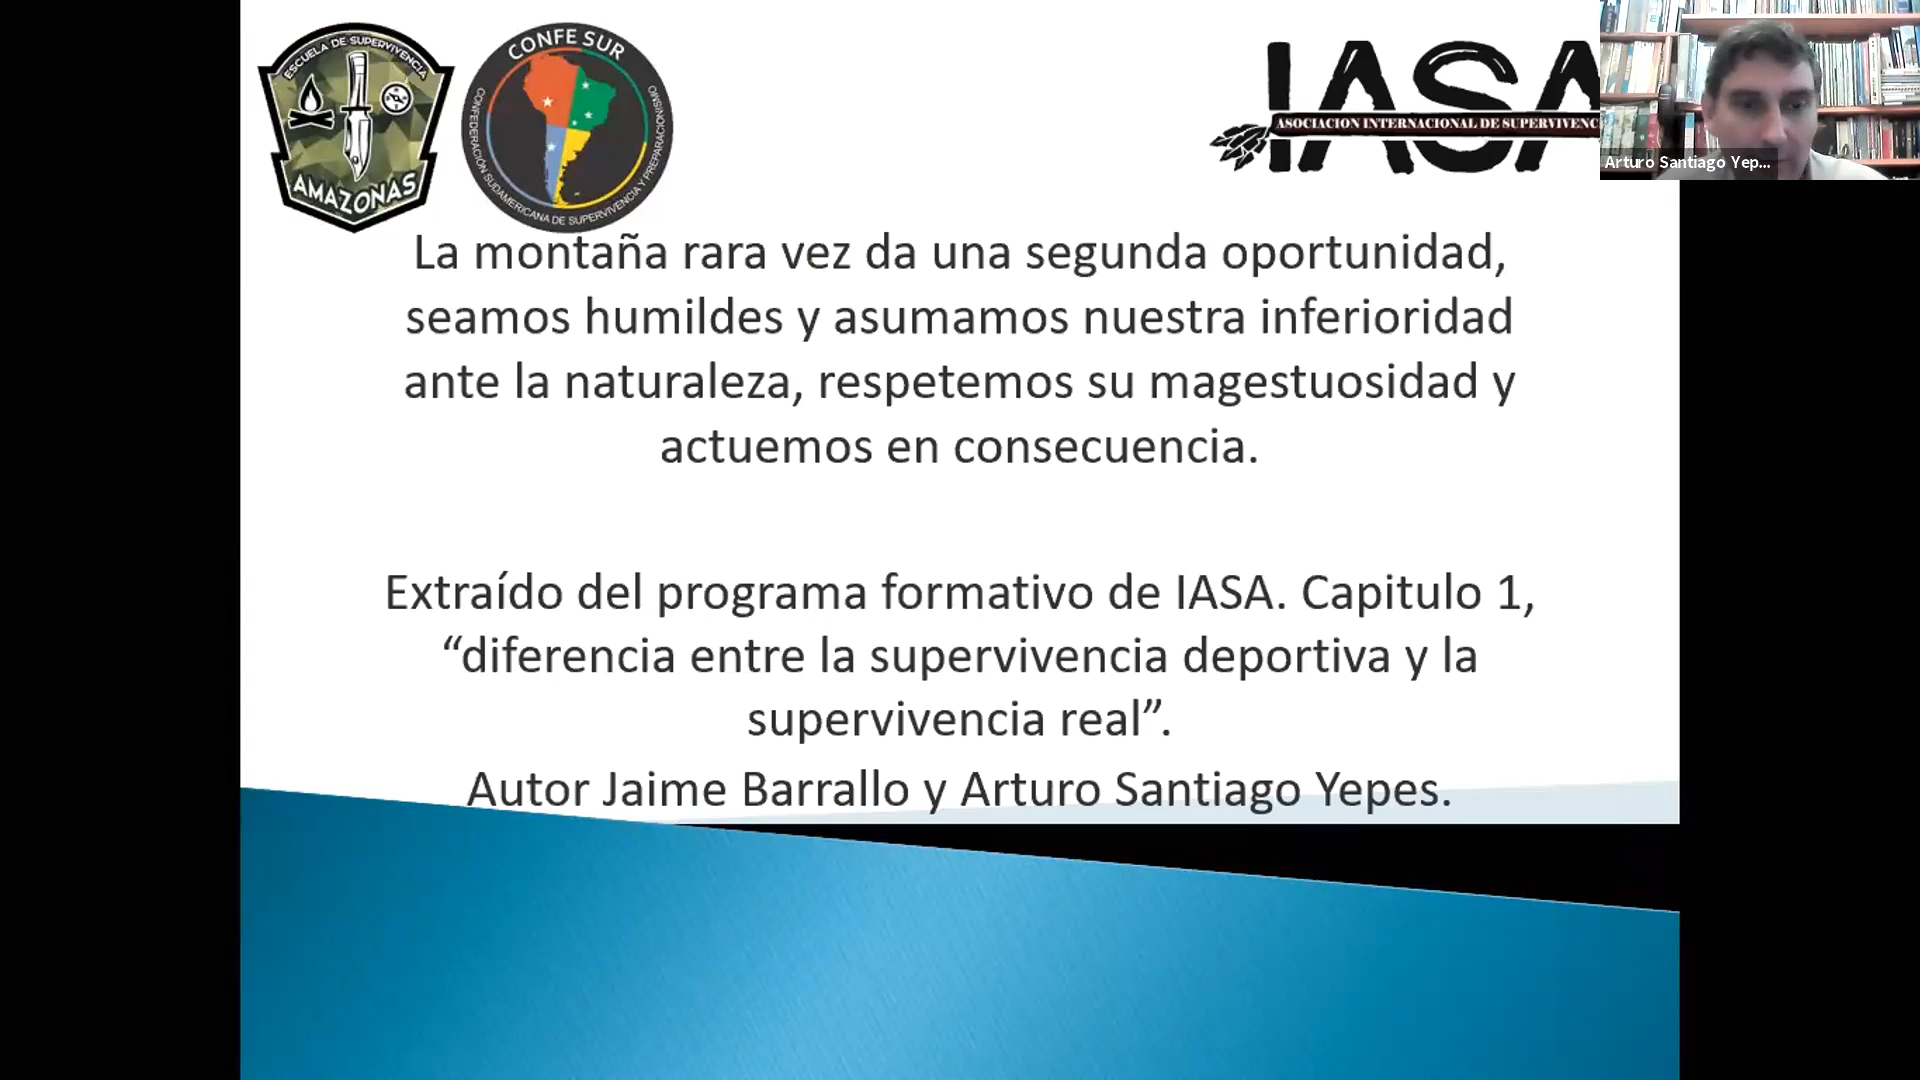 ESCUELA DE SUPERVIVENCIA
AMAZONAS
CONFE SUR
CONFEDERACIÓN SUDAMERICANA DE SUPERVIVENCIA Y PREPARACIONISMO
IASA
ASOCIACION INTERNACIONAL DE SUPERVIVENC
Arturo Santiago Yep...
La montaña rara vez da una segunda oportunidad,
seamos humildes y asumamos nuestra inferioridad
ante la naturaleza, respetemos su magestuosidad y
actuemos en consecuencia.
Extraído del programa formativo de IASA. Capitulo 1,
“diferencia entre la supervivencia deportiva y la
supervivencia real”.
Autor Jaime Barrallo y Arturo Santiago Yepes.